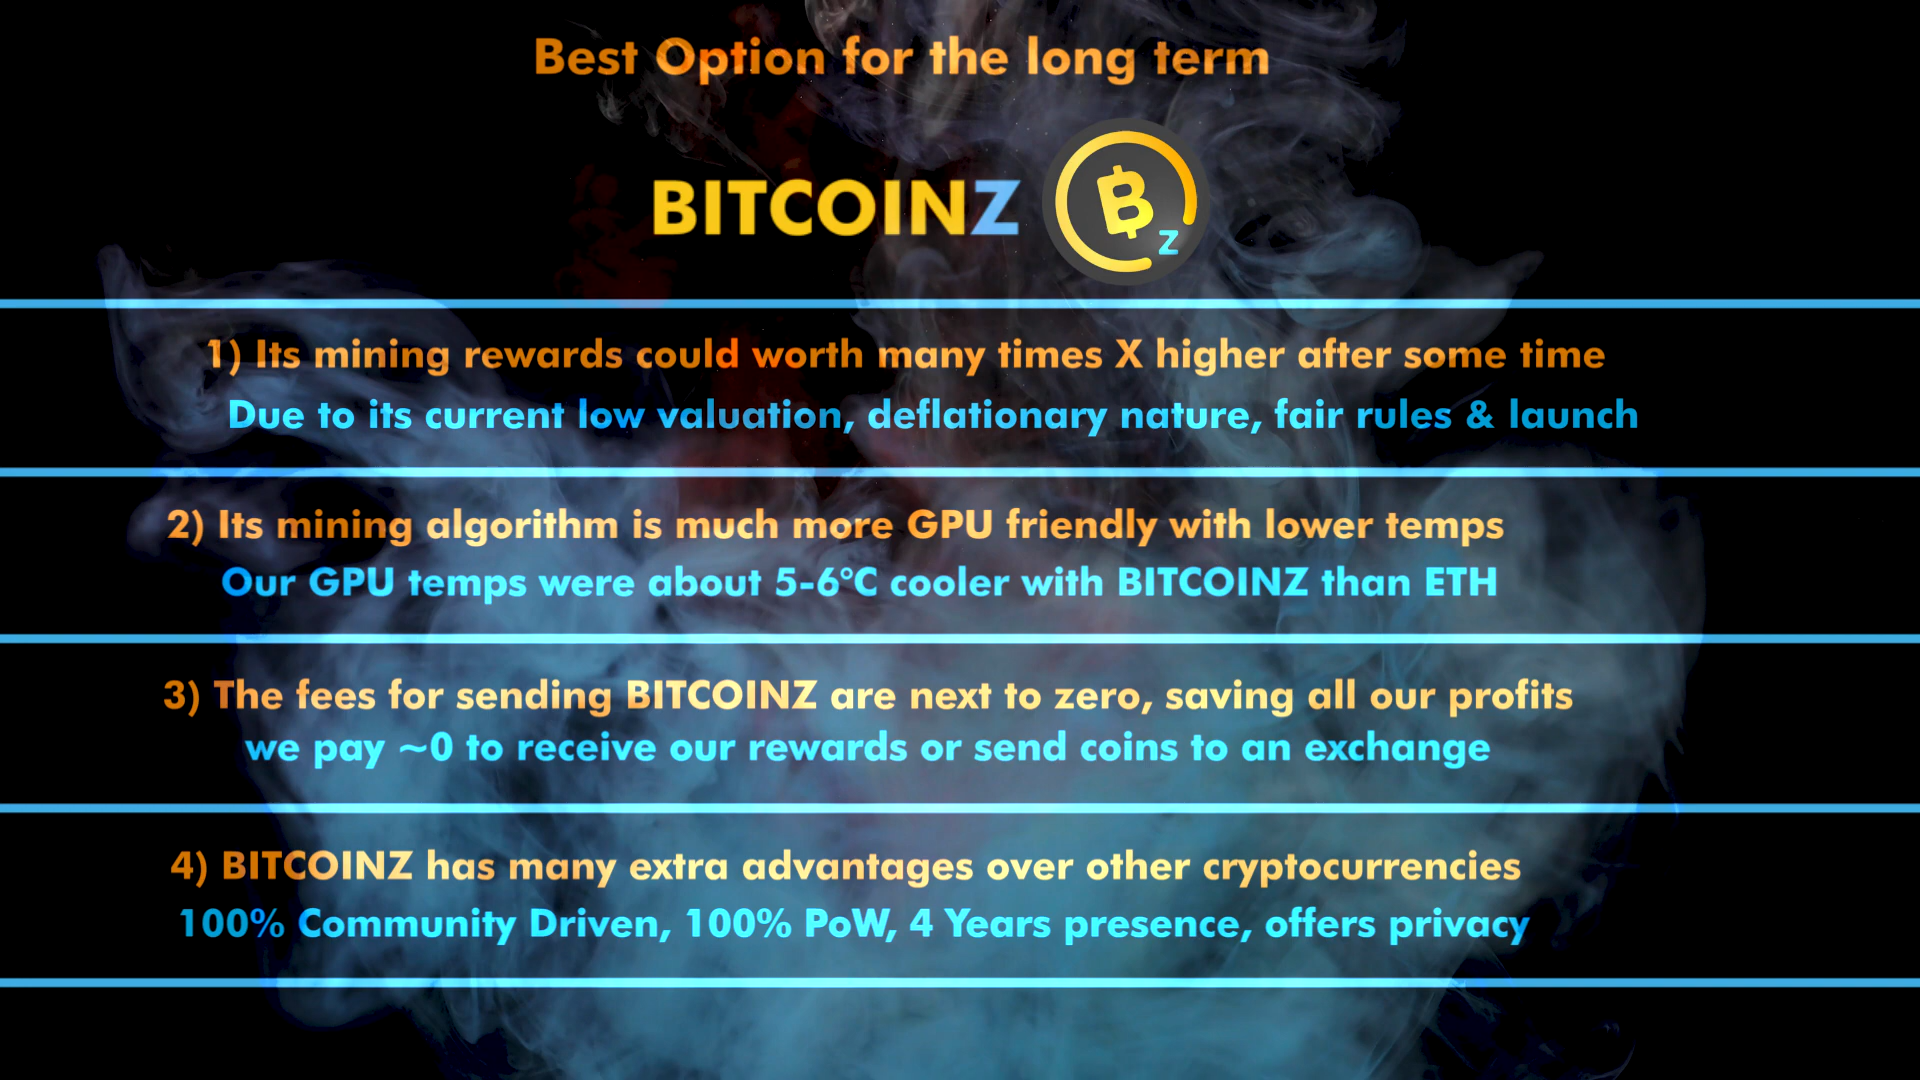 Best Option for the long term
BITCOINZ
B z
1) Its mining rewards could worth many times X higher after some time
Due to its current low valuation, deflationary nature, fair rules & launch
2) Its mining algorithm is much more GPU friendly with lower temps
Our GPU temps were about 5-6°C cooler with BITCOINZ than ETH
3) The fees for sending BITCOINZ are next to zero, saving all our profits
we pay ~0 to receive our rewards or send coins to an exchange
4) BITCOINZ has many extra advantages over other cryptocurrencies
100% Community Driven, 100% PoW, 4 Years presence, offers privacy